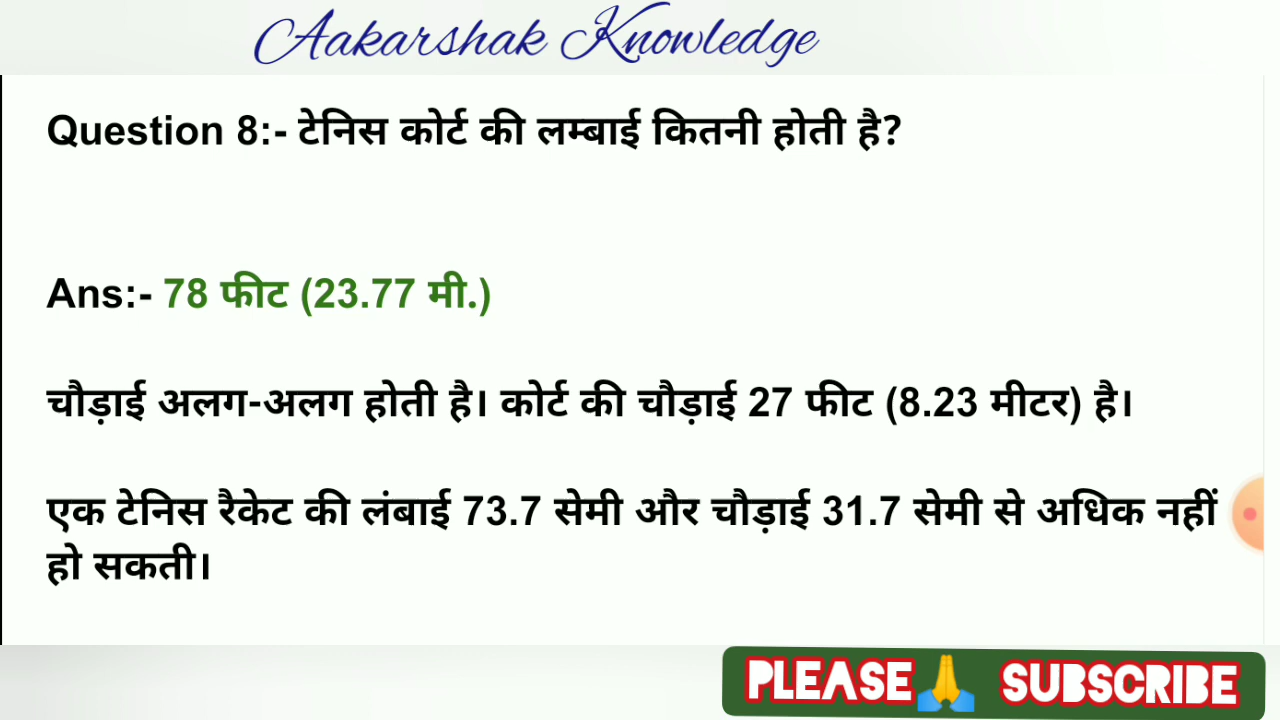 Aakarshak Knowledge
Question 8:- टेनिस कोर्ट की लम्बाई कितनी होती है?
Ans:- 78 फीट (23.77 मी.)
चौड़ाई अलग-अलग होती है। कोर्ट की चौड़ाई 27 फीट (8.23 मीटर) है।
एक टेनिस रैकेट की लंबाई 73.7 सेमी और चौड़ाई 31.7 सेमी से अधिक नहीं
हो सकती।
PLEASE🙏 SUBSCRIBE